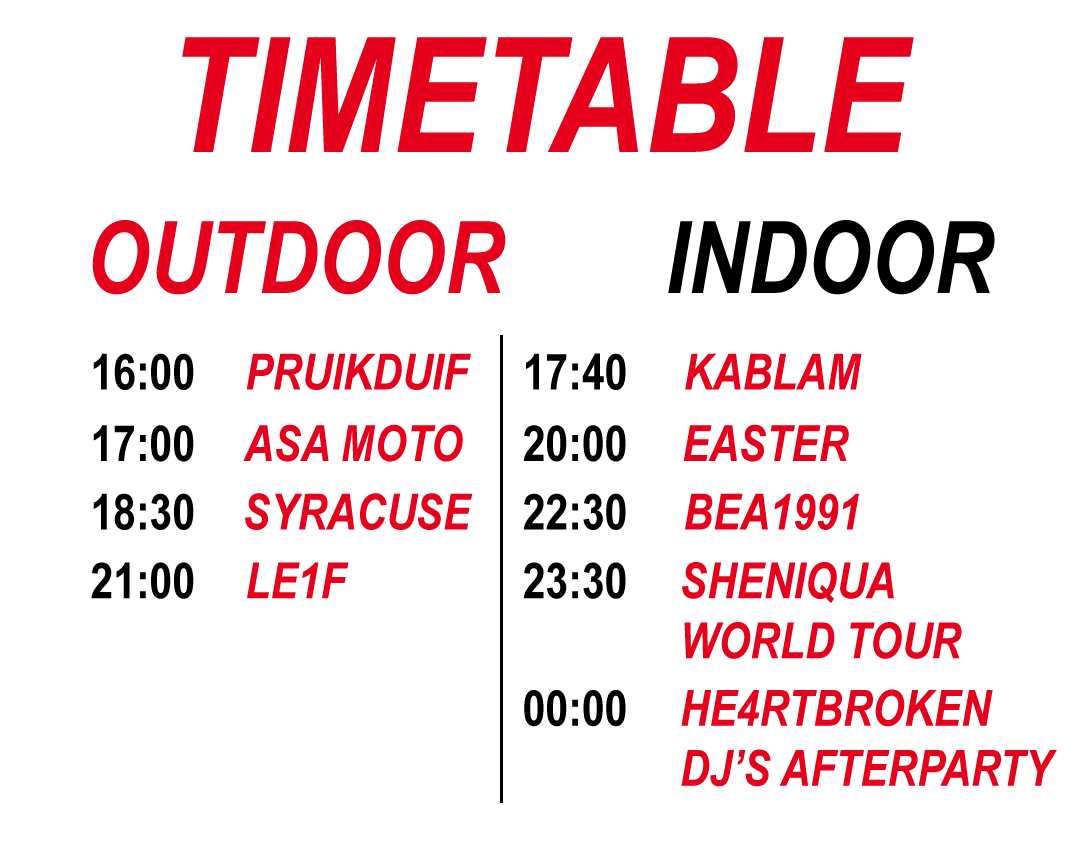 TIMETABLE
OUTDOOR
16:00 PRUIKDUIF
17:00 ASA MOTO
18:30 SYRACUSE
21:00 LE1F
INDOOR
17:40 KABLAM
20:00 EASTER
22:30 BEA1991
23:30 SHENIQUA
WORLD TOUR
00:00 HE4RTBROKEN
DJ’S AFTERPARTY